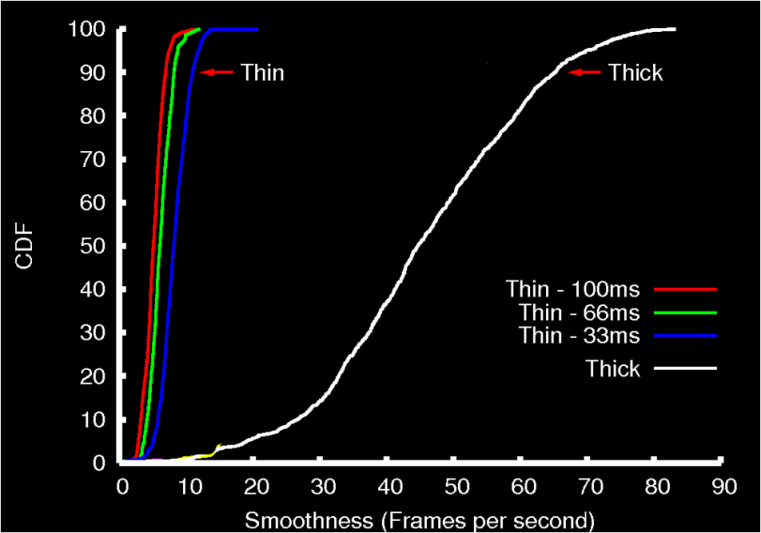 100
90
80
70
60
50
40
30
20
10
0
CDF
Thin
Thick
Thin - 100ms
Thin - 66ms
Thin - 33ms
Thick
0 10 20 30 40 50 60 70 80 90
Smoothness (Frames per second)